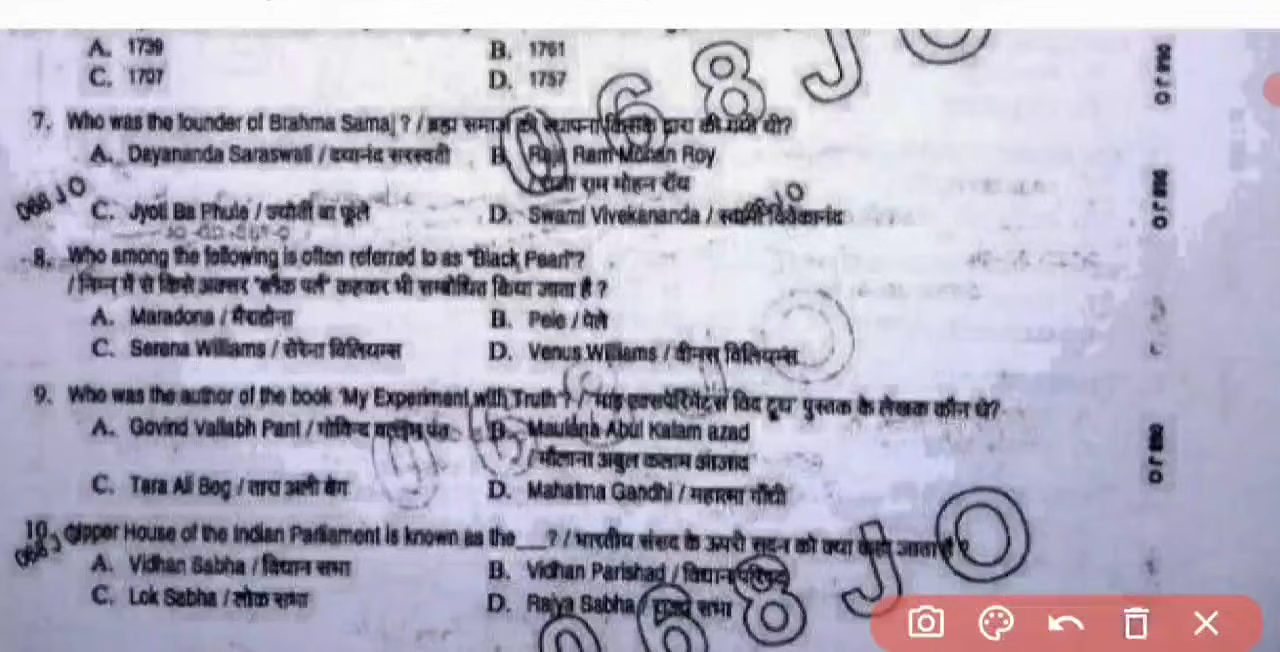 A. 1739 B. 1761
C. 1707 D. 1757
7. Who was the founder of Brahma Samaj ? / ब्रह्म समाज की स्थापना किसके द्वारा की गयी थी?
A. Dayananda Saraswati / दयानंद सरस्वती B. Raja Ram Mohan Roy
/ राजा राम मोहन रॉय
068 J O
C. Jyoti Ba Phule / ज्योती बा फूले D. Swami Vivekananda / स्वामी विवेकानंद
8. Who among the following is often referred to as "Black Pearl"?
/ निम्न में से किसे अक्सर "ब्लैक पर्ल" कहकर भी सम्बोधित किया जाता है ?
A. Maradona / मैराडोना B. Pele / पेले
C. Serena Williams / सेरेना विलियम्स D. Venus Williams / वीनस विलियम्स
9. Who was the author of the book 'My Experiment with Truth' ? / 'माइ एक्सपेरिमेंट्स विद ट्रूथ' पुस्तक के लेखक कौन थे?
A. Govind Vallabh Pant / गोविन्द वल्लभ पंत B. Maulana Abul Kalam azad
/ मौलाना अबुल कलाम आजाद
C. Tara Ali Beg / तारा अली बेग D. Mahatma Gandhi / महात्मा गाँधी
10. Upper House of the Indian Parliament is known as the ___? / भारतीय संसद के ऊपरी सदन को क्या कहा जाता है ?
A. Vidhan Sabha / विधान सभा B. Vidhan Parishad / विधान परिषद
C. Lok Sabha / लोक सभा D. Rajya Sabha / राज्य सभा
068 J O
068 J O